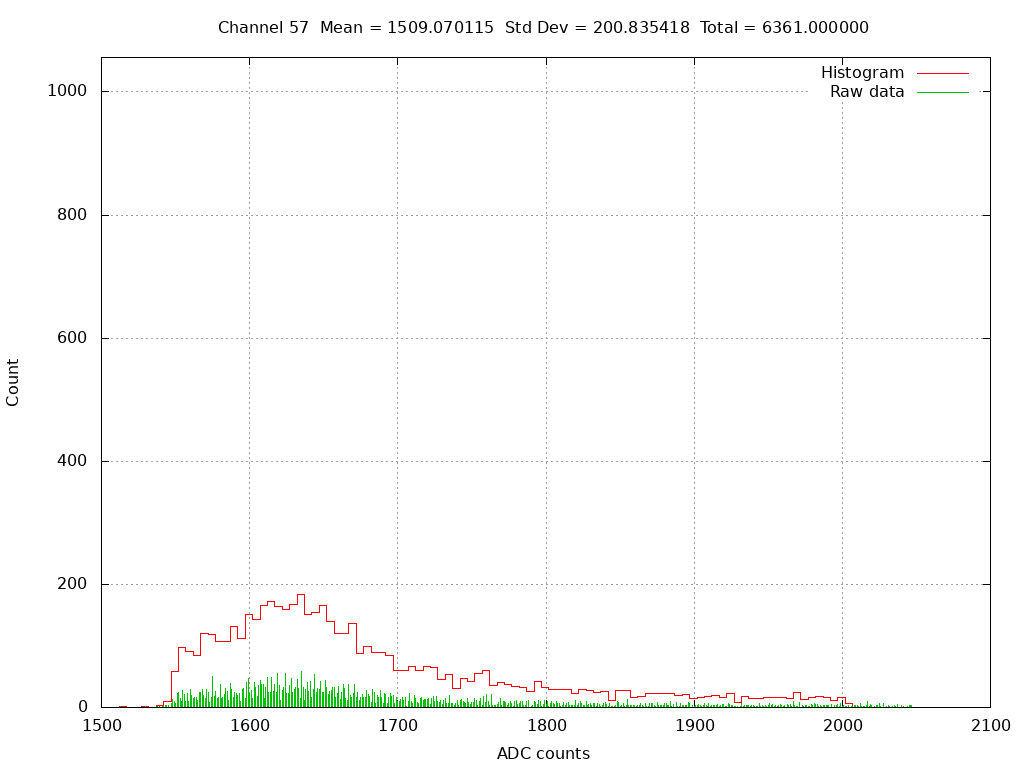 Channel 57  Mean = 1509.070115  Std Dev = 200.835418  Total = 6361.000000
Histogram
Raw data
1000
800
600
400
200
0
Count
1500 1600 1700 1800 1900 2000 2100
ADC counts